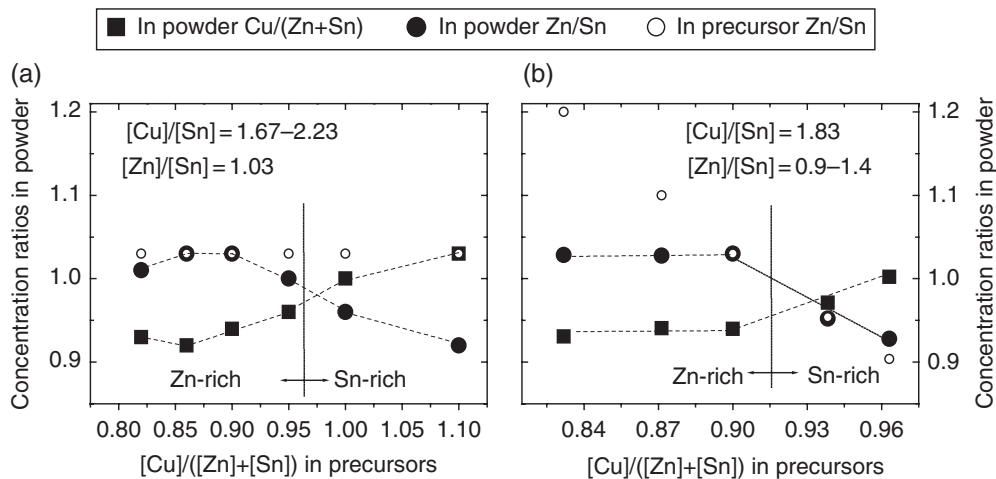 In powder Cu/(Zn+Sn) In powder Zn/Sn In precursor Zn/Sn
(a)
Concentration ratios in powder
1.2
1.1
1.0
0.9
[Cu]/[Sn] = 1.67–2.23
[Zn]/[Sn] = 1.03
Zn-rich Sn-rich
0.80 0.85 0.90 0.95 1.00 1.05 1.10
[Cu]/([Zn]+[Sn]) in precursors
(b)
[Cu]/[Sn] = 1.83
[Zn]/[Sn] = 0.9–1.4
Zn-rich Sn-rich
1.2
1.1
1.0
0.9
Concentration ratios in powder
0.84 0.87 0.90 0.93 0.96
[Cu]/([Zn]+[Sn]) in precursors